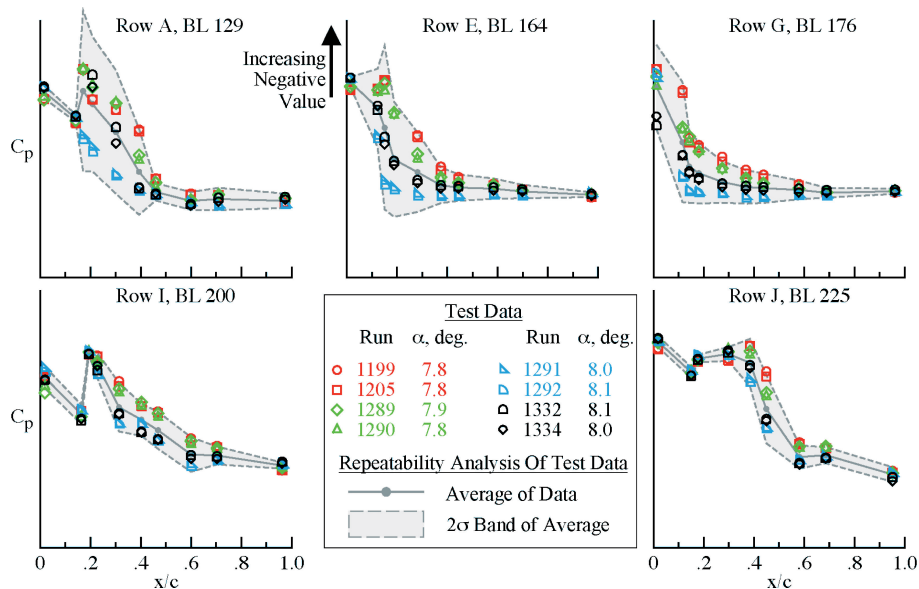 Row A, BL 129
Row E, BL 164
Row G, BL 176
Increasing
Negative
Value
Cp
Row I, BL 200
Row J, BL 225
Cp
0 .2 .4 .6 .8 1.0
x/c
0 .2 .4 .6 .8 1.0
x/c
Test Data
Run α, deg. Run α, deg.
1199 7.8 1291 8.0
1205 7.8 1292 8.1
1289 7.9 1332 8.1
1290 7.8 1334 8.0
Repeatability Analysis Of Test Data
Average of Data
2σ Band of Average